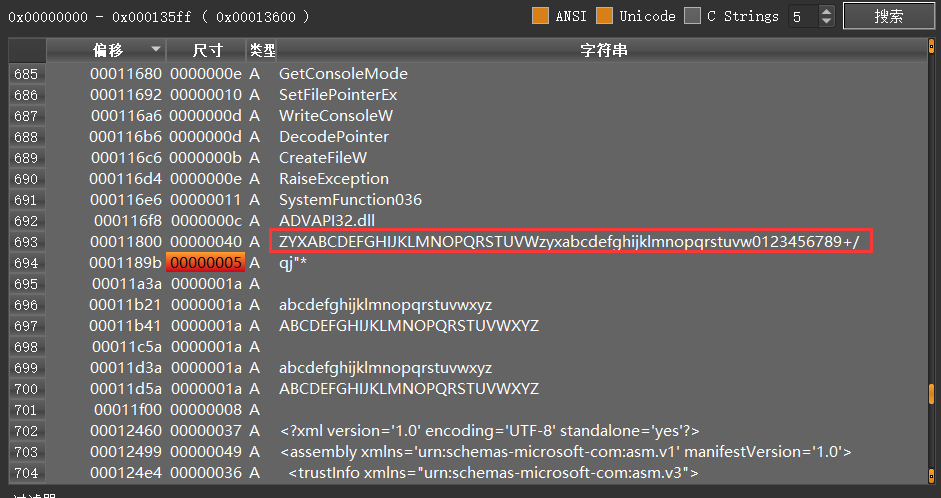 0x00000000 - 0x000135ff ( 0x00013600 ) ANSI Unicode C Strings 5 搜索
偏移 尺寸 类型 字符串
685 00011680 0000000e A GetConsoleMode
686 00011692 00000010 A SetFilePointerEx
687 000116a6 0000000d A WriteConsoleW
688 000116b6 0000000d A DecodePointer
689 000116c6 0000000b A CreateFileW
690 000116d4 0000000e A RaiseException
691 000116e6 00000011 A SystemFunction036
692 000116f8 0000000c A ADVAPI32.dll
693 00011800 00000040 A ZYXABCDEFGHIJKLMNOPQRSTUVWzyxabcdefghijklmnopqrstuvw0123456789+/
694 0001189b 00000005 A qj"*
695 00011a3a 0000001a A
696 00011b21 0000001a A abcdefghijklmnopqrstuvwxyz
697 00011b41 0000001a A ABCDEFGHIJKLMNOPQRSTUVWXYZ
698 00011c5a 0000001a A
699 00011d3a 0000001a A abcdefghijklmnopqrstuvwxyz
700 00011d5a 0000001a A ABCDEFGHIJKLMNOPQRSTUVWXYZ
701 00011f00 00000008 A
702 00012460 00000037 A <?xml version='1.0' encoding='UTF-8' standalone='yes'?>
703 00012499 00000049 A <assembly xmlns='urn:schemas-microsoft-com:asm.v1' manifestVersion='1.0'>
704 000124e4 00000036 A <trustInfo xmlns="urn:schemas-microsoft-com:asm.v3">